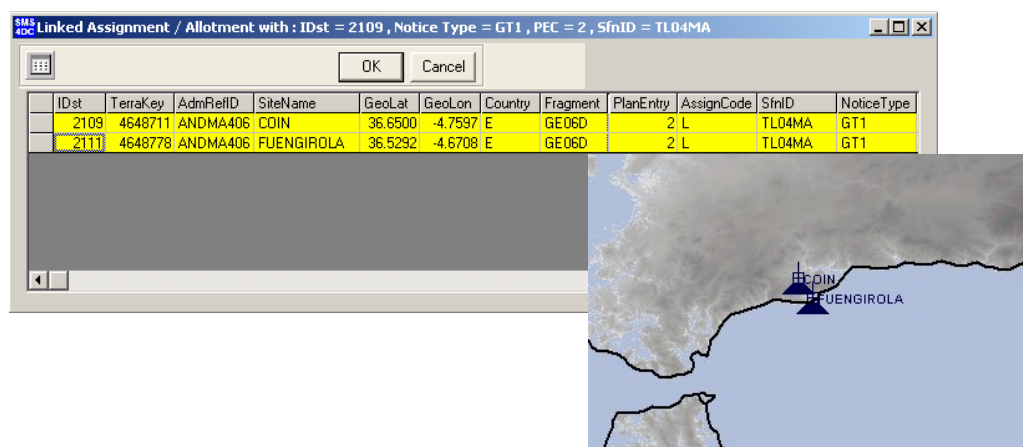 SMS 4DC Linked Assignment / Allotment with : IDst = 2109 , Notice Type = GT1 , PEC = 2 , SfnID = TL04MA
OK Cancel
IDst TerraKey AdmRefID SiteName GeoLat GeoLon Country Fragment PlanEntry AssignCode SfnID NoticeType
2109 4648711 ANDMA406 COIN 36.6500 -4.7597 E GE06D 2 L TL04MA GT1
2111 4648778 ANDMA406 FUENGIROLA 36.5292 -4.6708 E GE06D 2 L TL04MA GT1
COIN
FUENGIROLA